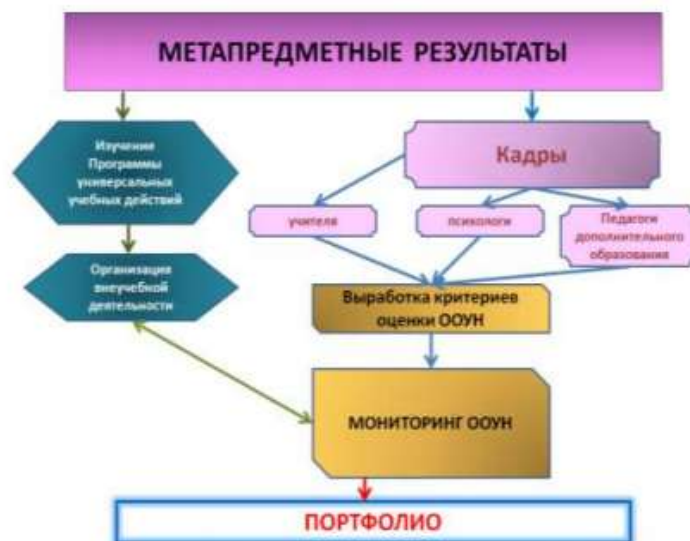 МЕТАПРЕДМЕТНЫЕ РЕЗУЛЬТАТЫ
Изучение
Программы
универсальных
учебных действий
Кадры
учителя
психологи
Педагоги
дополнительного
образования
Организация
внеучебной
деятельности
Выработка критериев
оценки ООУН
МОНИТОРИНГ ООУН
ПОРТФОЛИО